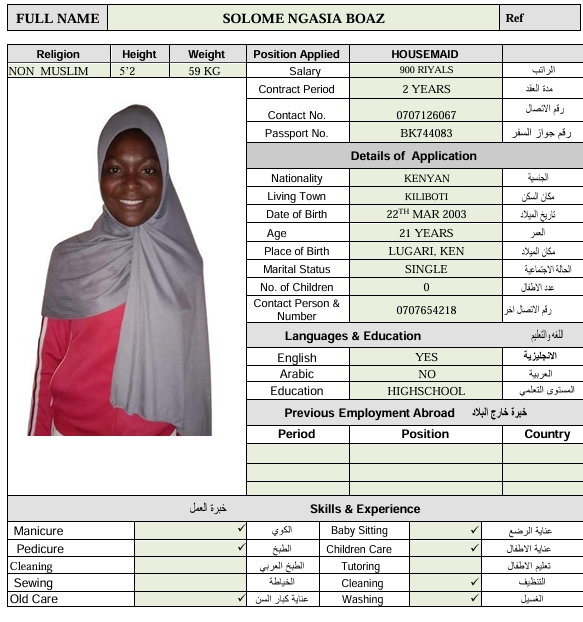 FULL NAME SOLOME NGASIA BOAZ Ref
Religion Height Weight Position Applied HOUSEMAID
NON MUSLIM 5’2 59 KG Salary 900 RIYALS الراتب
Contract Period 2 YEARS مدة العقد
Contact No. 0707126067 رقم الاتصال
Passport No. BK744083 رقم جواز السفر
Details of Application
Nationality KENYAN الجنسية
Living Town KILIBOTI مكان السكن
Date of Birth 22TH MAR 2003 تاريخ الميلاد
Age 21 YEARS العمر
Place of Birth LUGARI, KEN مكان الميلاد
Marital Status SINGLE الحالة الاجتماعية
No. of Children 0 عدد الاطفال
Contact Person & Number 0707654218 رقم الاتصال اخر
Languages & Education اللغه والتعليم
English YES الانجليزية
Arabic NO العربية
Education HIGHSCHOOL المستوى التعلمي
Previous Employment Abroad خبرة خارج البلاد
Period Position Country
خبرة العمل Skills & Experience
Manicure ✓ الكوي Baby Sitting ✓ عناية الرضع
Pedicure ✓ الطبخ Children Care ✓ عناية الاطفال
Cleaning الطبخ العربي Tutoring تعليم الاطفال
Sewing الخياطة Cleaning ✓ التنظيف
Old Care ✓ عناية كبار السن Washing ✓ الغسيل